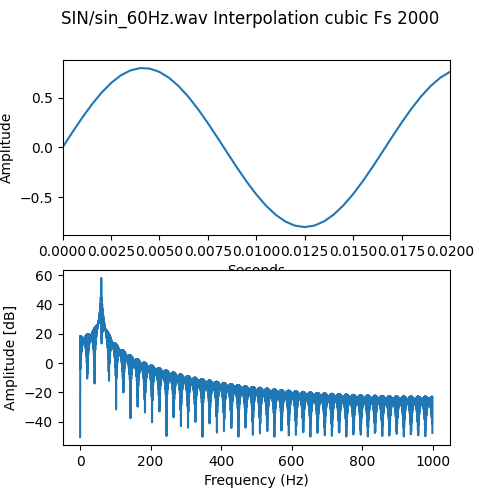 SIN/sin_60Hz.wav Interpolation cubic Fs 2000
Amplitude
0.5
0.0
−0.5
0.0000 0.0025 0.0050 0.0075 0.0100 0.0125 0.0150 0.0175 0.0200
Seconds
Amplitude [dB]
60
40
20
0
−20
−40
0 200 400 600 800 1000
Frequency (Hz)